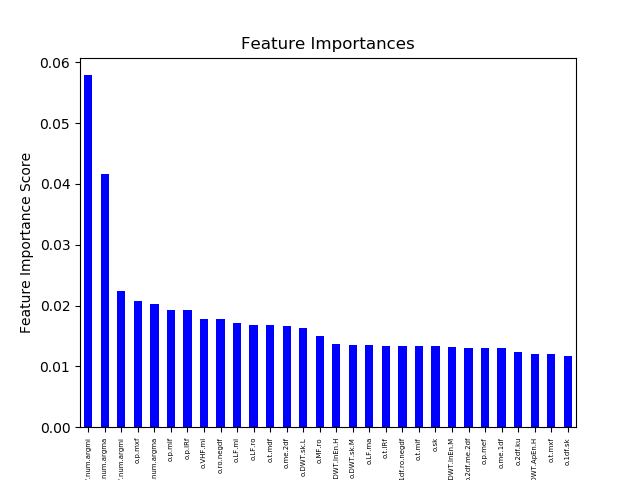 Feature Importances
Feature Importance Score
0.06
0.05
0.04
0.03
0.02
0.01
0.00
.num.argmi
num.argma
.num.argmi
o.p.mxf
num.argma
o.p.mif
o.p.lRf
o.VHF.mi
o.ro.negdf
o.LF.mi
o.LF.ro
o.t.mdf
o.me.2df
o.DWT.sk.L
o.MF.ro
DWT.InEn.H
o.DWT.sk.M
o.LF.ma
o.t.lRf
1df.ro.negdf
o.t.mif
o.sk
DWT.InEn.M
o.2df.me.2df
o.p.mef
o.me.1df
o.2df.ku
DWT.ApEn.H
o.t.mxf
o.1df.sk